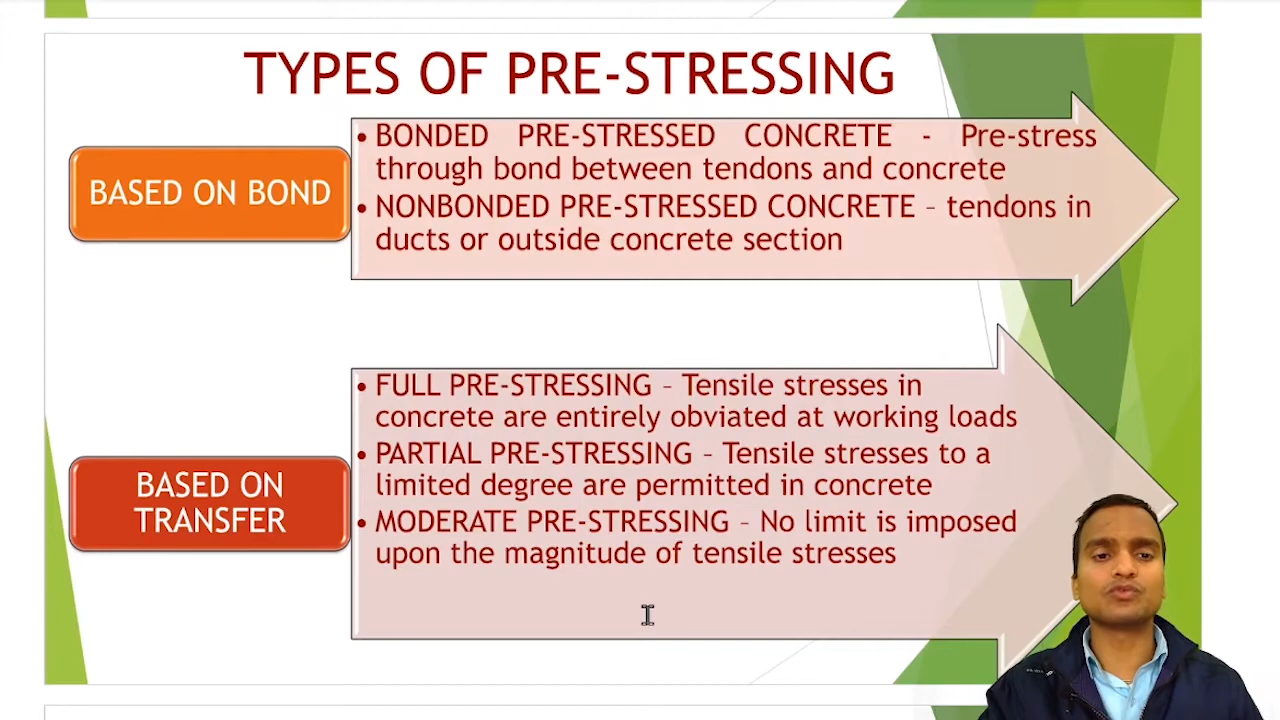 TYPES OF PRE-STRESSING
BASED ON BOND
• BONDED PRE-STRESSED CONCRETE - Pre-stress
through bond between tendons and concrete
• NONBONDED PRE-STRESSED CONCRETE – tendons in
ducts or outside concrete section
BASED ON
TRANSFER
• FULL PRE-STRESSING – Tensile stresses in
concrete are entirely obviated at working loads
• PARTIAL PRE-STRESSING – Tensile stresses to a
limited degree are permitted in concrete
• MODERATE PRE-STRESSING – No limit is imposed
upon the magnitude of tensile stresses